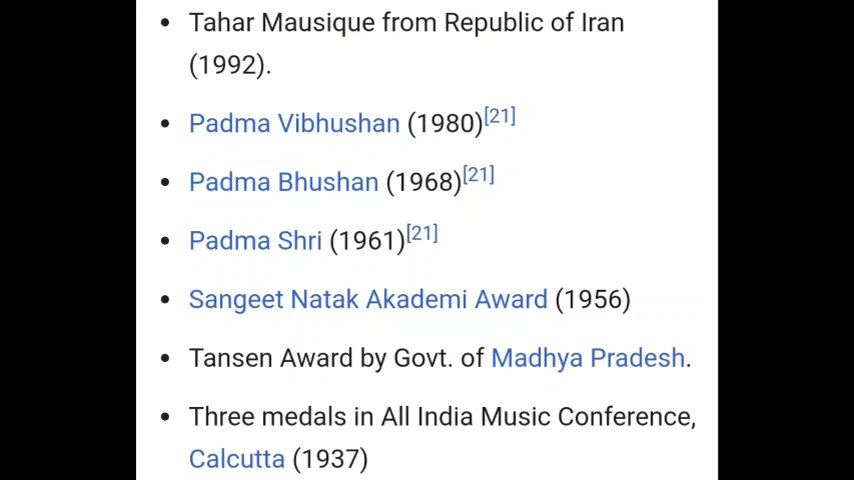 Tahar Mausique from Republic of Iran
(1992).
Padma Vibhushan (1980)[21]
Padma Bhushan (1968)[21]
Padma Shri (1961)[21]
Sangeet Natak Akademi Award (1956)
Tansen Award by Govt. of Madhya Pradesh.
Three medals in All India Music Conference,
Calcutta (1937)